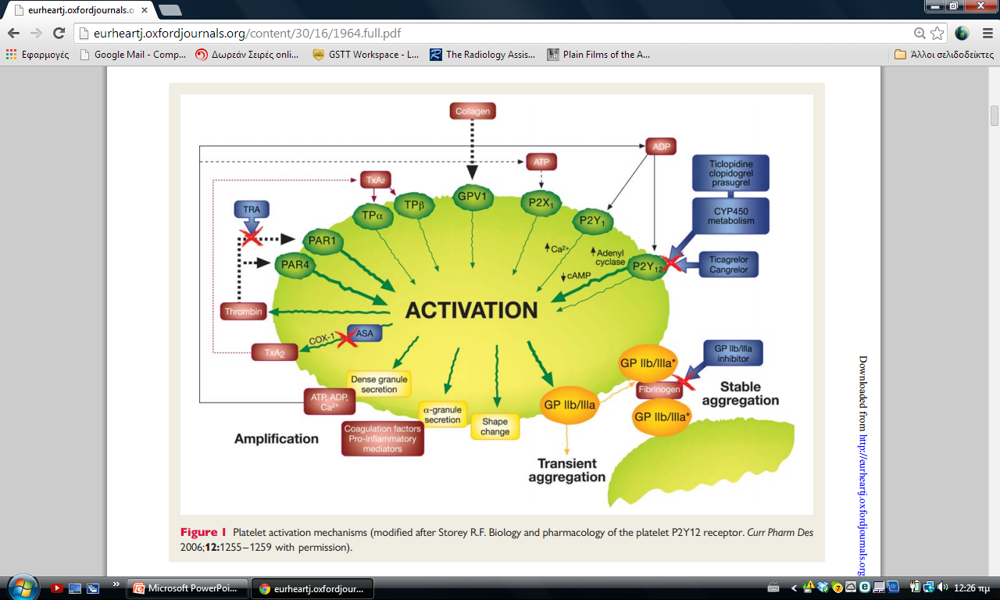 eurheartj.oxfordjournals.o
eurheartj.oxfordjournals.org/content/30/16/1964.full.pdf
Εφαρμογές
Google Mail - Comp...
Δωρεάν Σειρές onli...
GSTT Workspace - L...
The Radiology Assis...
Plain Films of the A...
Άλλοι σελιδοδείκτες
Collagen
ADP
ATP
TxA2
Ticlopidine
clopidogrel
prasugrel
CYP450
metabolism
Ticagrelor
Cangrelor
TRA
PAR1
PAR4
TPα
TPβ
GPV1
P2X1
P2Y1
P2Y12
Ca2+
Adenyl
cyclase
cAMP
ACTIVATION
Thrombin
COX-1
ASA
TxA2
Dense granule
secretion
ATP, ADP,
Ca2+
α-granule
secretion
Shape
change
Coagulation factors
Pro-inflammatory
mediators
Amplification
GP IIb/IIIa
Transient
aggregation
GP IIb/IIIa*
Fibrinogen
GP IIb/IIIa*
GP IIb/IIIa
inhibitor
Stable
aggregation
Downloaded from http://eurheartj.oxfordjournals.org
Figure 1 Platelet activation mechanisms (modified after Storey R.F. Biology and pharmacology of the platelet P2Y12 receptor. Curr Pharm Des
2006;12:1255–1259 with permission).
Microsoft PowerPoi...
eurheartj.oxfordjour...
12:26 πμ